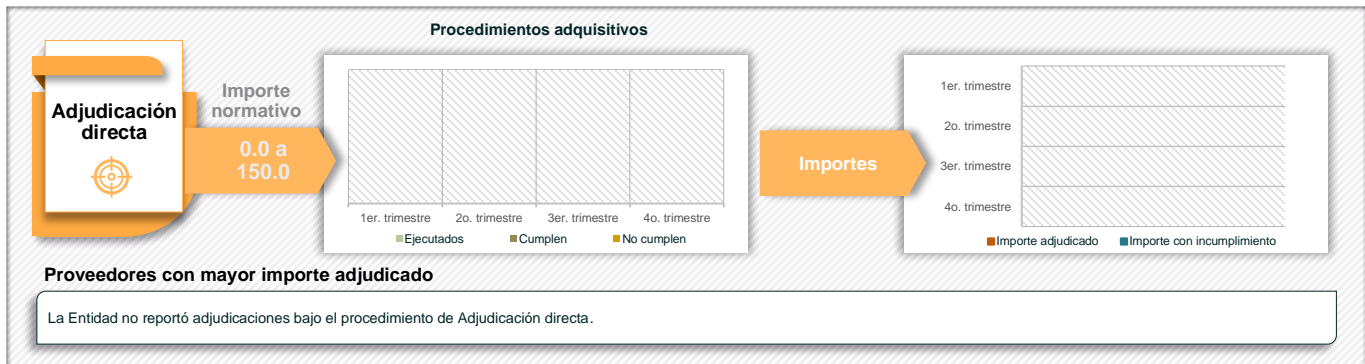 Procedimientos adquisitivos
Adjudicación
directa
Importe
normativo
0.0 a
150.0
1er. trimestre
2o. trimestre
3er. trimestre
4o. trimestre
Ejecutados
Cumplen
No cumplen
Importes
1er. trimestre
2o. trimestre
3er. trimestre
4o. trimestre
Importe adjudicado
Importe con incumplimiento
Proveedores con mayor importe adjudicado
La Entidad no reportó adjudicaciones bajo el procedimiento de Adjudicación directa.